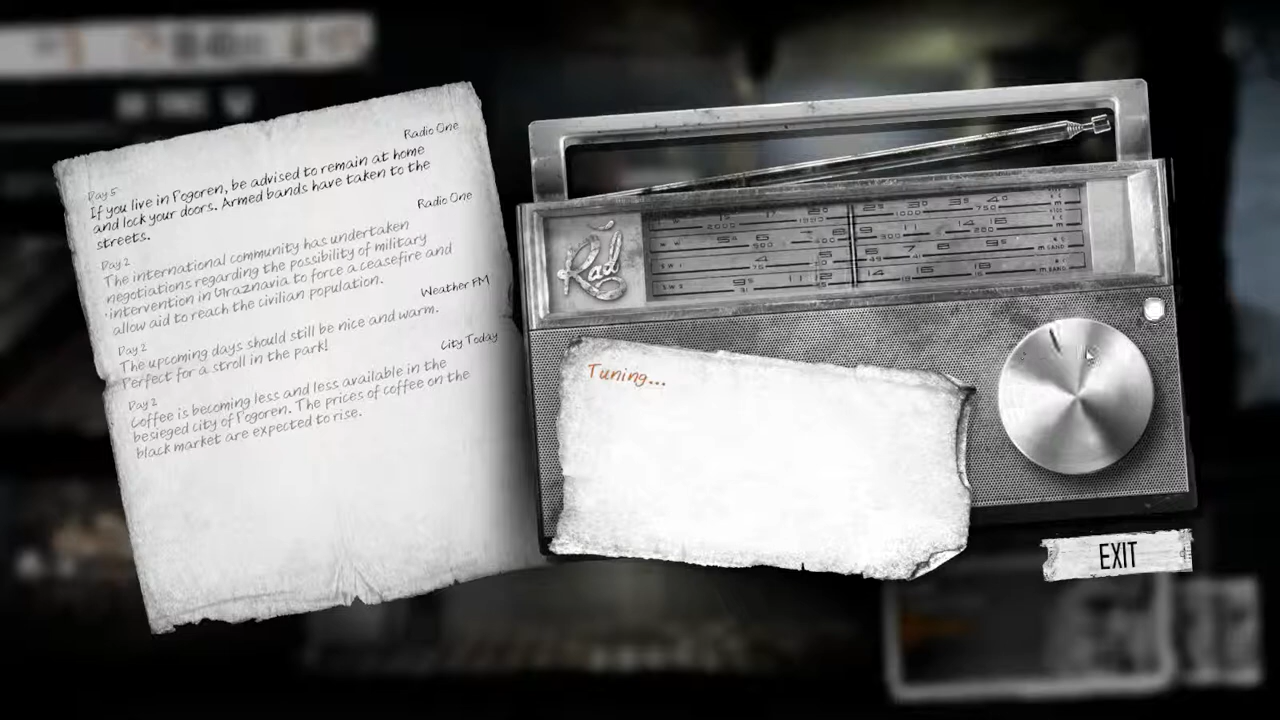 Radio One
Day 5
If you live in Pogoren, be advised to remain at home
and lock your doors. Armed bands have taken to the
streets.
Radio One
Day 2
The international community has undertaken
negotiations regarding the possibility of military
intervention in Graznavia to force a ceasefire and
allow aid to reach the civilian population.
Weather FM
Day 2
The upcoming days should still be nice and warm.
Perfect for a stroll in the park!
City Today
Day 2
Coffee is becoming less and less available in the
besieged city of Pogoren. The prices of coffee on the
black market are expected to rise.
Rad
Tuning...
EXIT